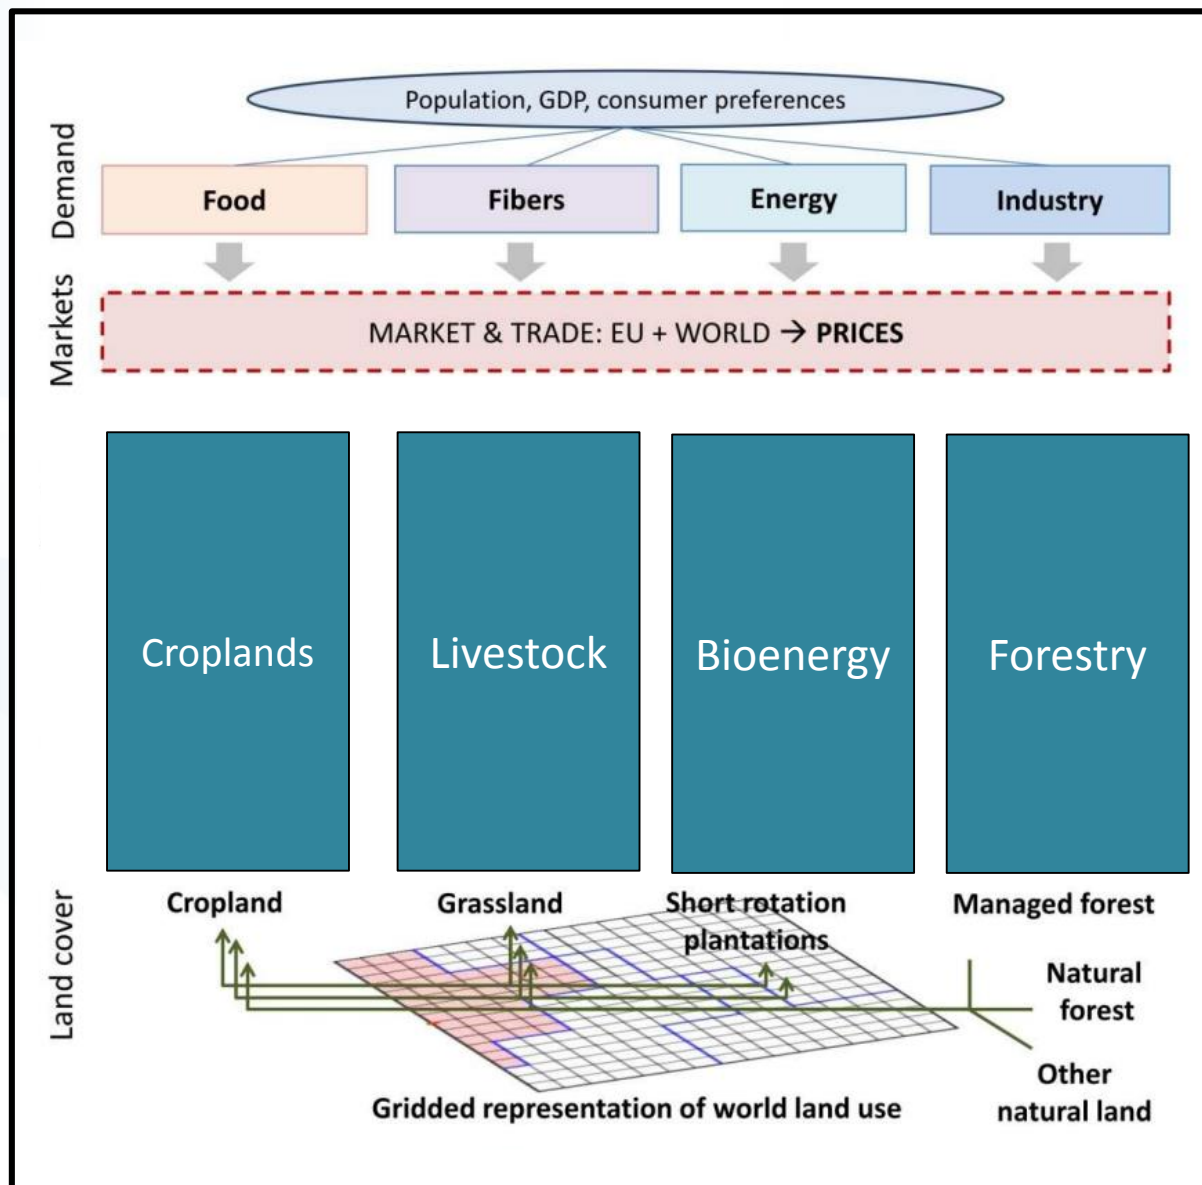 Population, GDP, consumer preferences
Demand
Food
Fibers
Energy
Industry
Markets
MARKET & TRADE: EU + WORLD → PRICES
Croplands
Livestock
Bioenergy
Forestry
Land cover
Cropland
Grassland
Short rotation
plantations
Managed forest
Natural
forest
Other
natural land
Gridded representation of world land use